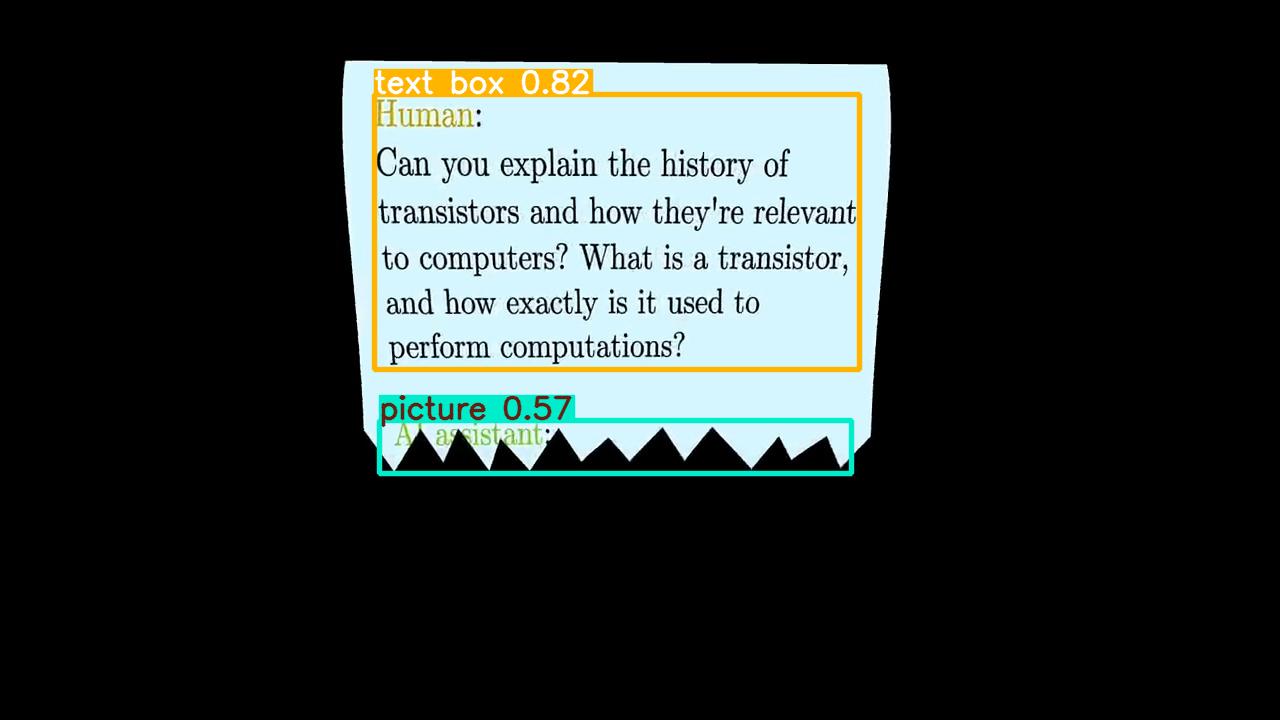 text box 0.82
Human:
Can you explain the history of
transistors and how they're relevant
to computers? What is a transistor,
and how exactly is it used to
perform computations?
picture 0.57
AI assistant: